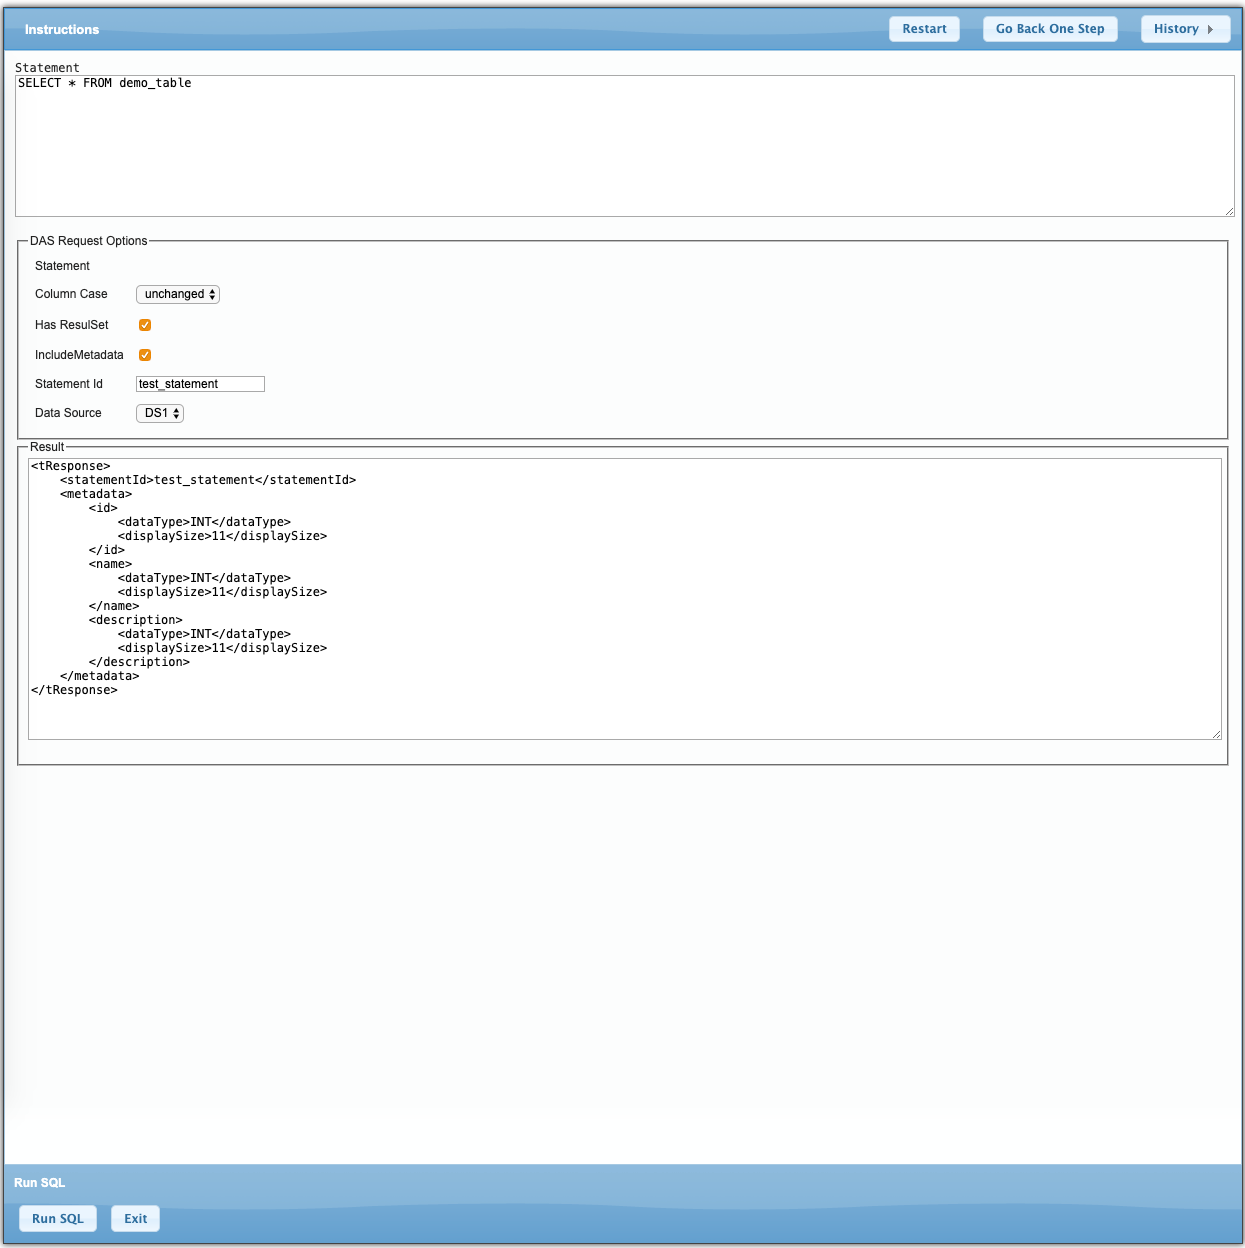 Instructions Restart Go Back One Step History
Statement
SELECT * FROM demo_table
DAS Request Options
Statement
Column Case unchanged
Has ResulSet
IncludeMetadata
Statement Id test_statement
Data Source DS1
Result
<tResponse>
    <statementId>test_statement</statementId>
    <metadata>
        <id>
            <dataType>INT</dataType>
            <displaySize>11</displaySize>
        </id>
        <name>
            <dataType>INT</dataType>
            <displaySize>11</displaySize>
        </name>
        <description>
            <dataType>INT</dataType>
            <displaySize>11</displaySize>
        </description>
    </metadata>
</tResponse>
Run SQL
Run SQL Exit